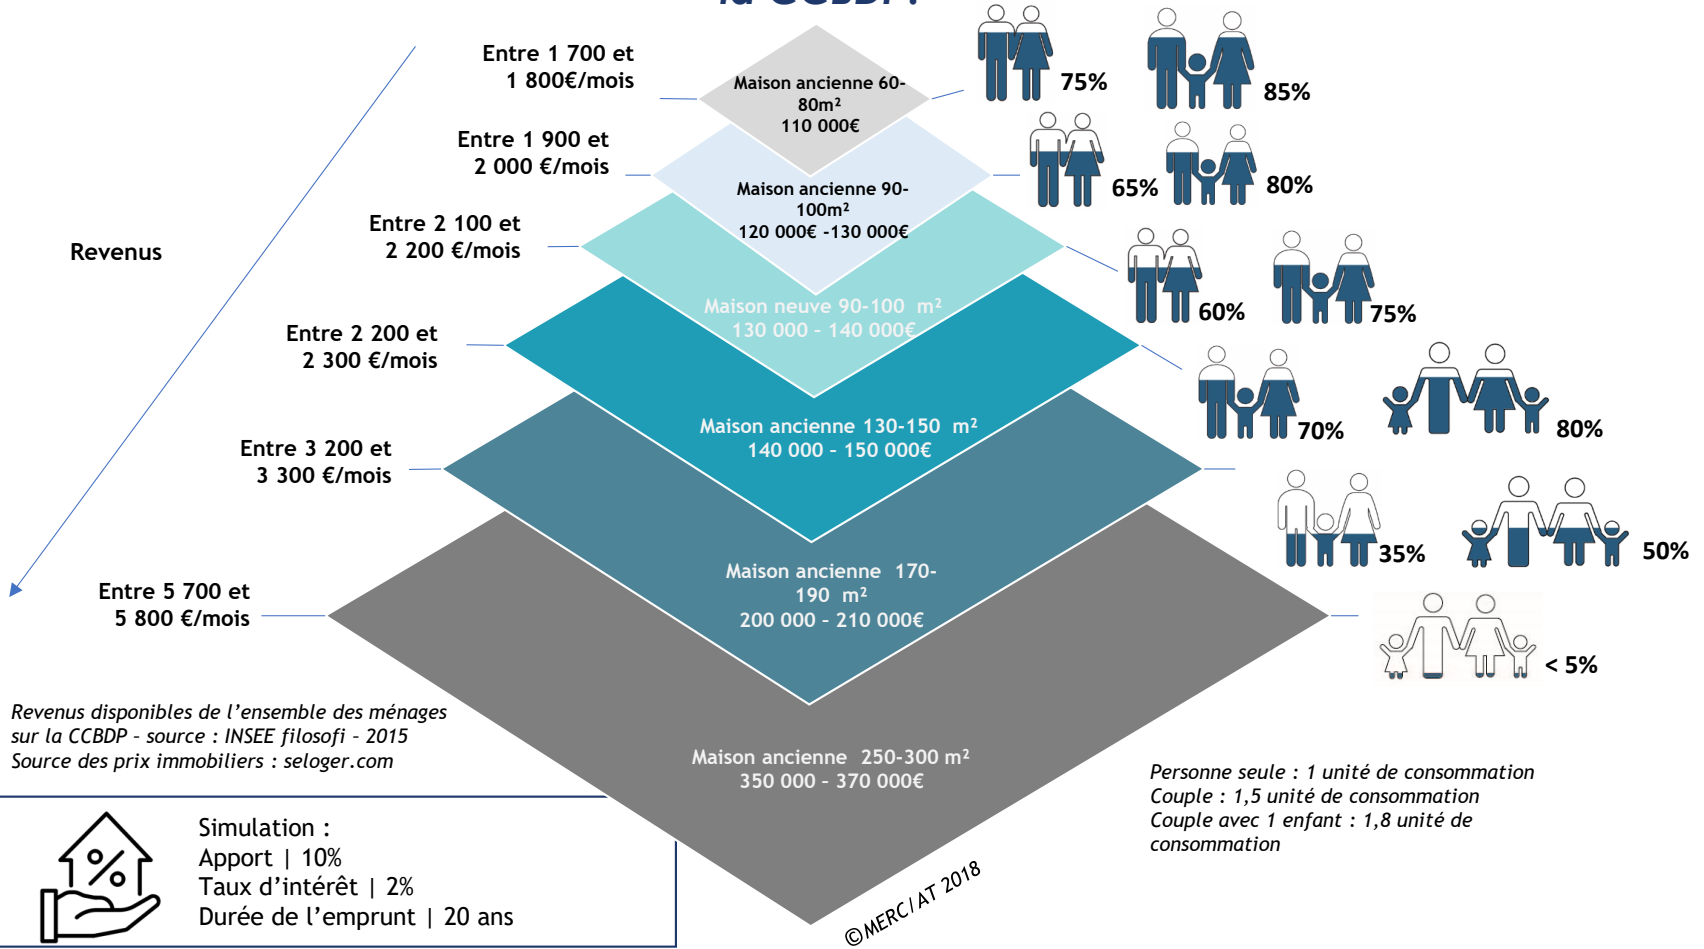 la CCBDP :
Entre 1 700 et
1 800€/mois
Maison ancienne 60-
80m²
110 000€
75%
85%
Entre 1 900 et
2 000 €/mois
Maison ancienne 90-
100m²
120 000€ -130 000€
65%
80%
Entre 2 100 et
2 200 €/mois
Revenus
Maison neuve 90-100 m²
130 000 – 140 000€
60%
75%
Entre 2 200 et
2 300 €/mois
Maison ancienne 130-150 m²
140 000 – 150 000€
70%
80%
Entre 3 200 et
3 300 €/mois
Maison ancienne 170-
190 m²
200 000 – 210 000€
35%
50%
Entre 5 700 et
5 800 €/mois
Maison ancienne 250-300 m²
350 000 – 370 000€
< 5%
Revenus disponibles de l’ensemble des ménages
sur la CCBDP – source : INSEE filosofi – 2015
Source des prix immobiliers : seloger.com
Personne seule : 1 unité de consommation
Couple : 1,5 unité de consommation
Couple avec 1 enfant : 1,8 unité de
consommation
Simulation :
Apport | 10%
Taux d’intérêt | 2%
Durée de l’emprunt | 20 ans
©MERC/AT 2018